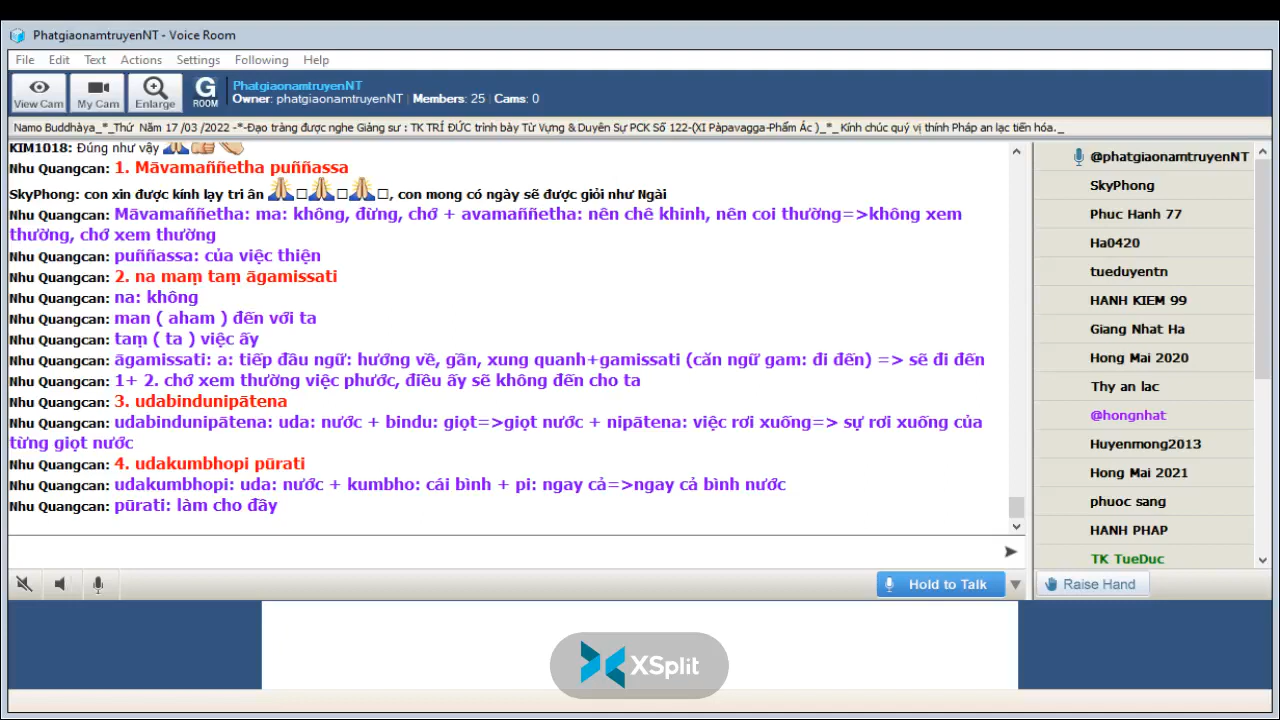 PhatgiaonamtruyenNT - Voice Room
File Edit Text Actions Settings Following Help
View Cam My Cam Enlarge G ROOM
PhatgiaonamtruyenNT
Owner: phatgiaonamtruyenNT | Members: 25 | Cams: 0
Namo Buddhàya_*_Thứ Năm 17 /03 /2022 -*-Đạo tràng được nghe Giảng sư : TK TRÍ ĐỨC trình bày Từ Vựng & Duyên Sự PCK Số 122-(XI Pàpavagga-Phẩm Ác )_*_ Kính chúc quý vị thính Pháp an lạc tiến hóa._
KIM1018: Đúng như vậy
Nhu Quangcan: 1. Māvamaññetha puññassa
SkyPhong: con xin được kính lạy tri ân □ □ □, con mong có ngày sẽ được giỏi như Ngài
Nhu Quangcan: Māvamaññetha: ma: không, đừng, chớ + avamaññetha: nên chê khinh, nên coi thường=>không xem
thường, chớ xem thường
Nhu Quangcan: puññassa: của việc thiện
Nhu Quangcan: 2. na maṃ taṃ āgamissati
Nhu Quangcan: na: không
Nhu Quangcan: man ( aham ) đến với ta
Nhu Quangcan: taṃ ( ta ) việc ấy
Nhu Quangcan: āgamissati: a: tiếp đầu ngữ: hướng về, gần, xung quanh+gamissati (căn ngữ gam: đi đến) => sẽ đi đến
Nhu Quangcan: 1+ 2. chớ xem thường việc phước, điều ấy sẽ không đến cho ta
Nhu Quangcan: 3. udabindunipātena
Nhu Quangcan: udabindunipātena: uda: nước + bindu: giọt=>giọt nước + nipātena: việc rơi xuống=> sự rơi xuống của
từng giọt nước
Nhu Quangcan: 4. udakumbhopi pūrati
Nhu Quangcan: udakumbhopi: uda: nước + kumbho: cái bình + pi: ngay cả=>ngay cả bình nước
Nhu Quangcan: pūrati: làm cho đầy
@phatgiaonamtruyenNT
SkyPhong
Phuc Hanh 77
Ha0420
tueduyentn
HANH KIEM 99
Giang Nhat Ha
Hong Mai 2020
Thy an lac
@hongnhat
Huyenmong2013
Hong Mai 2021
phuoc sang
HANH PHAP
TK TueDuc
Hold to Talk
Raise Hand
XSplit